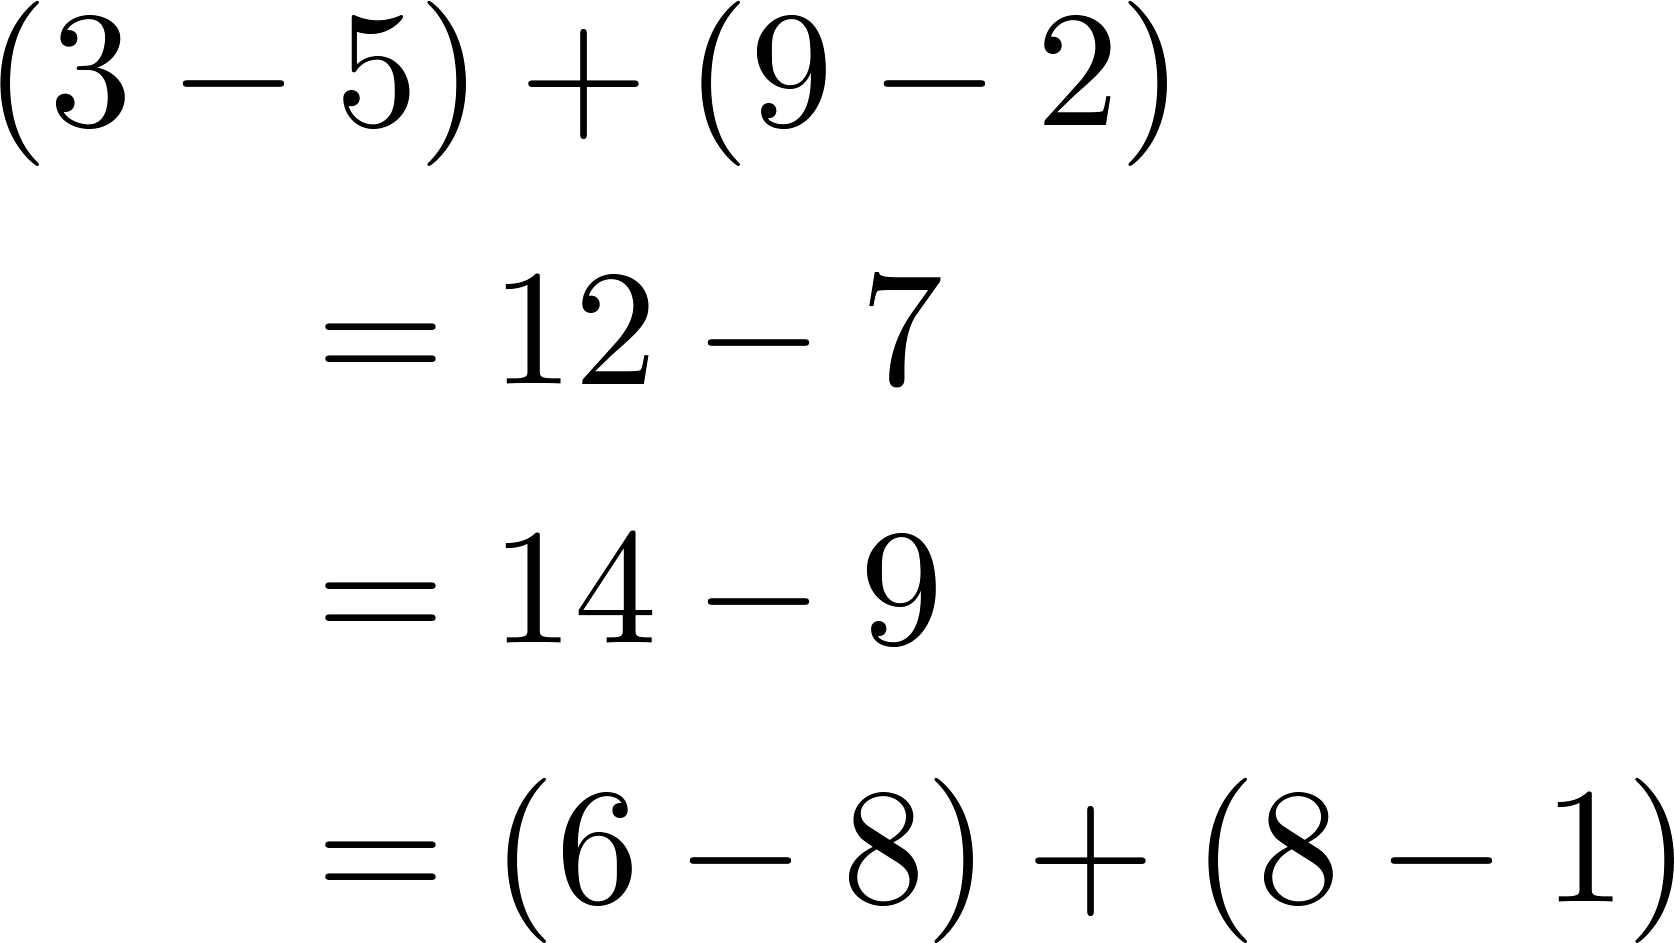 (3 − 5) + (9 − 2)
= 12 − 7
= 14 − 9
= (6 − 8) + (8 − 1)